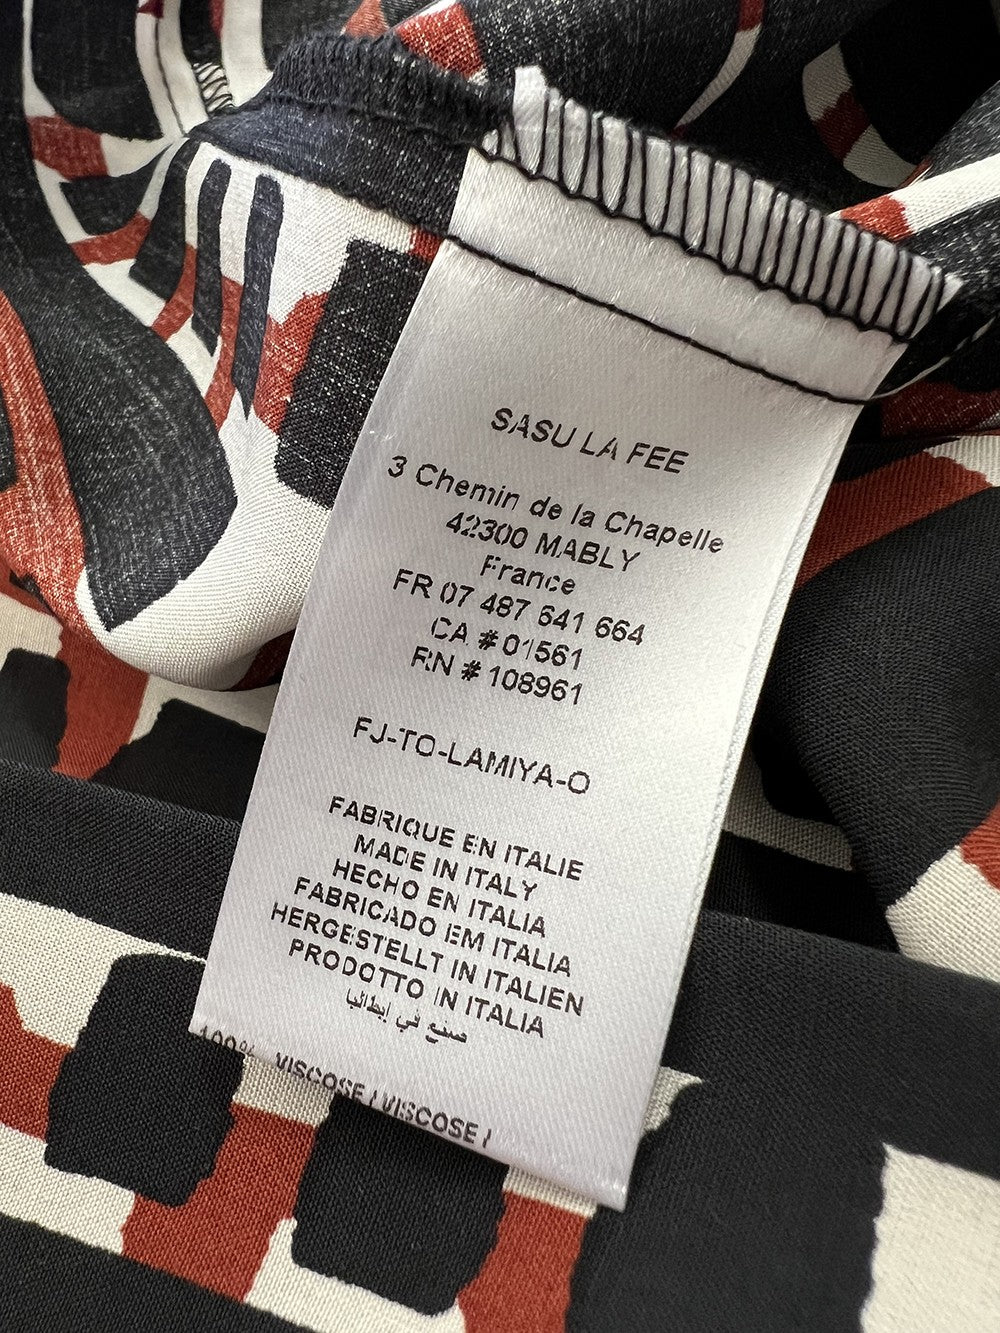 SASU LA FEE
3 Chemin de la Chapelle
42300 MABLY
France
FR 07 487 641 664
CA # 01561
RN # 108961
FJ-TO-LAMIYA-O
FABRIQUE EN ITALIE
MADE IN ITALY
HECHO EN ITALIA
FABRICADO EM ITALIA
HERGESTELLT IN ITALIEN
PRODOTTO IN ITALIA
صنع في إيطاليا
100% VISCOSE / VISCOSE /